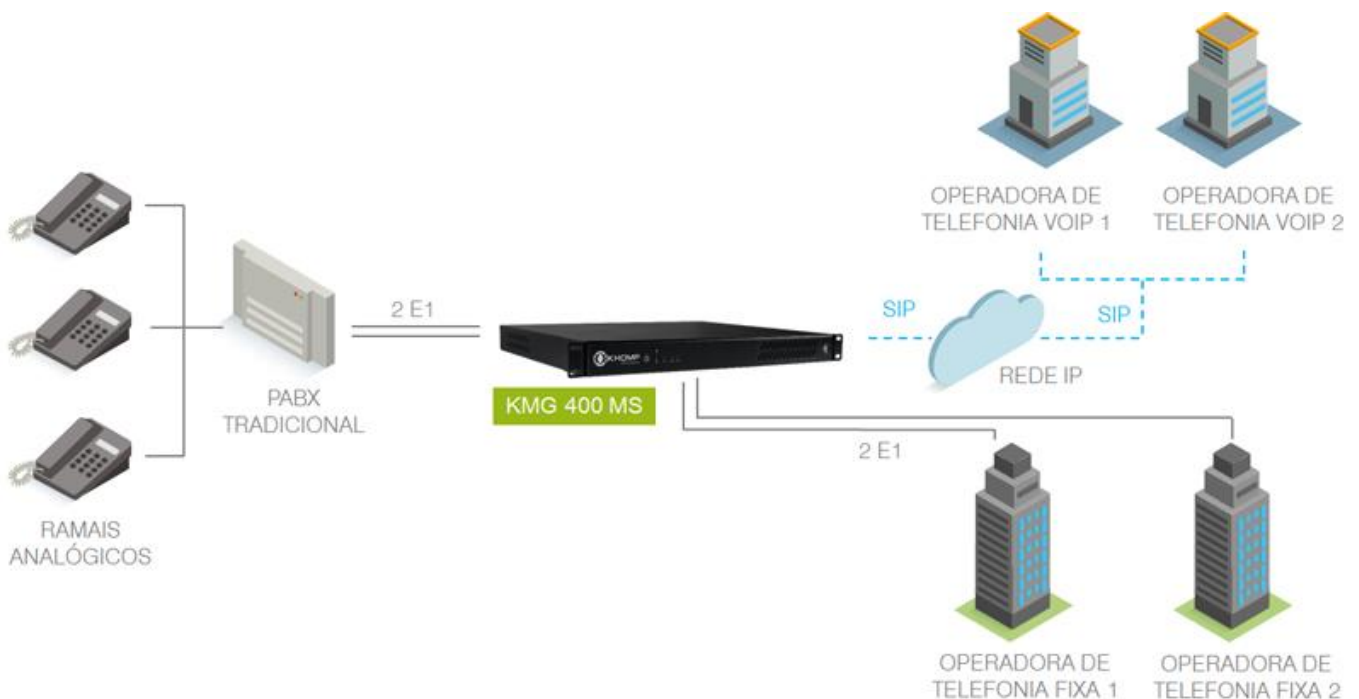 OPERADORA DE
TELEFONIA VOIP 1
OPERADORA DE
TELEFONIA VOIP 2
2 E1
SIP
SIP
REDE IP
KHOMP
KMG 400 MS
PABX
TRADICIONAL
2 E1
RAMAIS
ANALÓGICOS
OPERADORA DE
TELEFONIA FIXA 1
OPERADORA DE
TELEFONIA FIXA 2